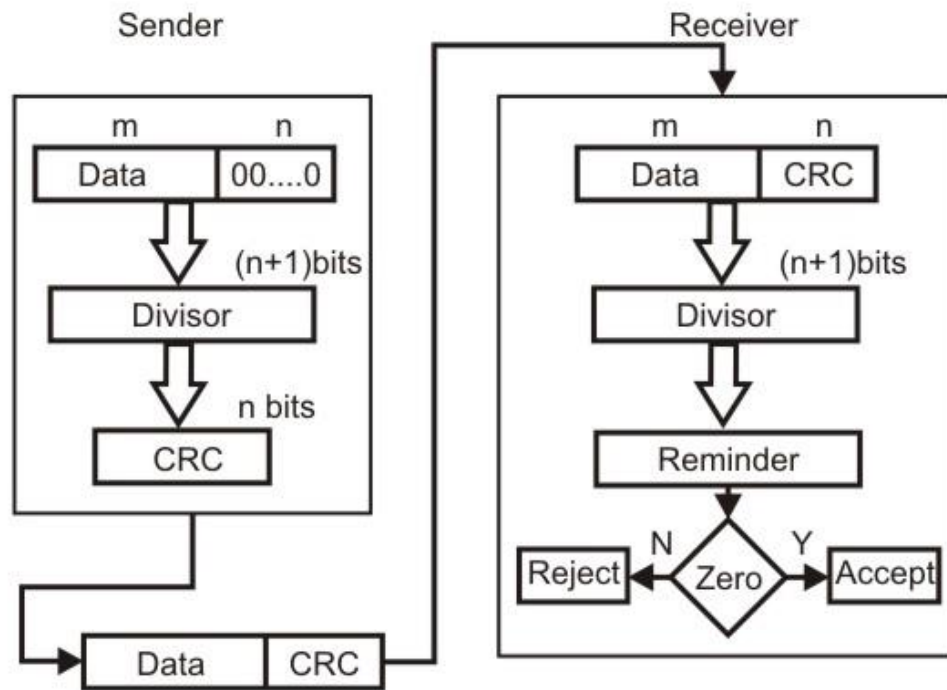 Sender
m n
Data 00....0
(n+1)bits
Divisor
n bits
CRC
Data CRC
Receiver
m n
Data CRC
(n+1)bits
Divisor
Reminder
N Y
Reject Zero Accept